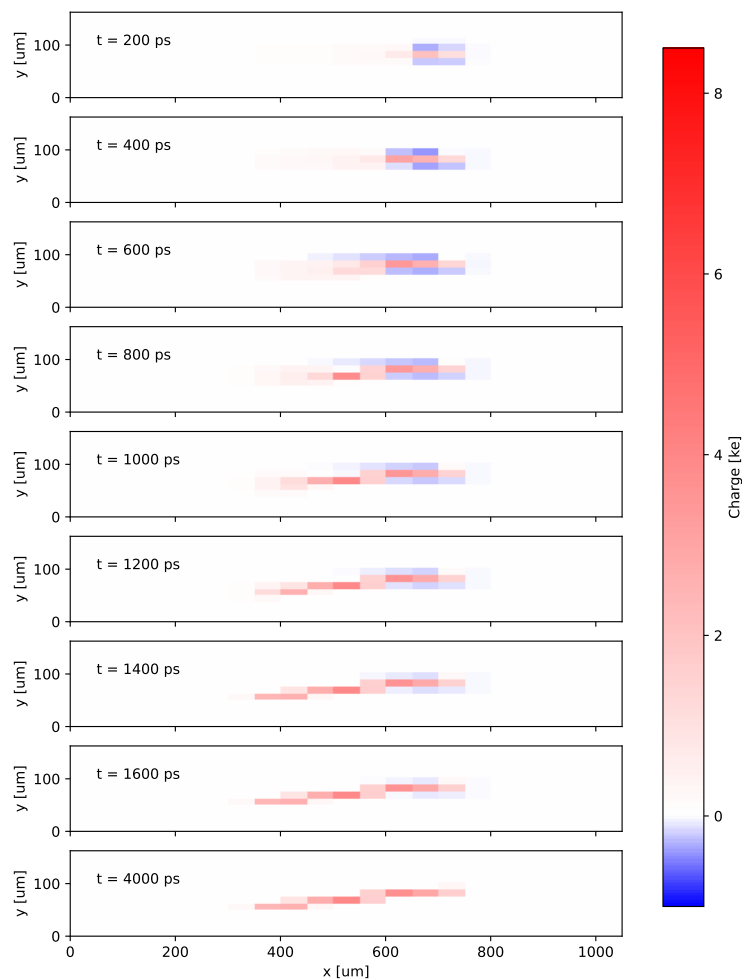 t = 200 ps
y [um]
100
0
t = 400 ps
y [um]
100
0
t = 600 ps
y [um]
100
0
t = 800 ps
y [um]
100
0
t = 1000 ps
y [um]
100
0
t = 1200 ps
y [um]
100
0
t = 1400 ps
y [um]
100
0
t = 1600 ps
y [um]
100
0
t = 4000 ps
y [um]
100
0
0 200 400 600 800 1000
x [um]
8
6
4
2
0
Charge [ke]